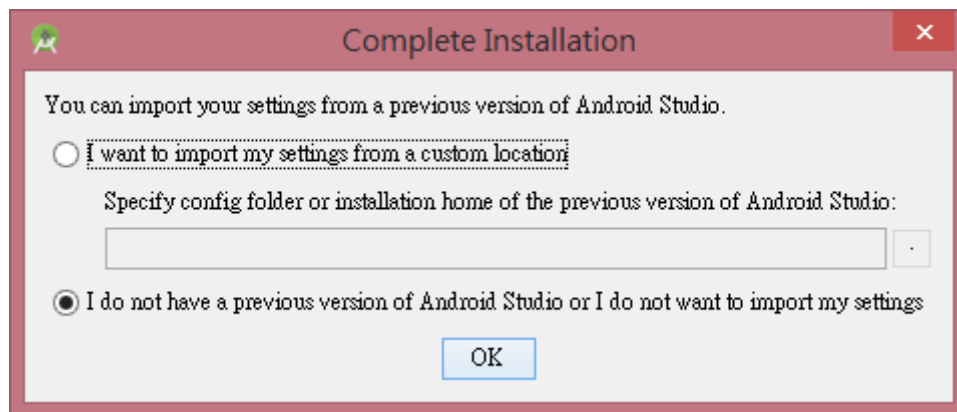 Complete Installation
You can import your settings from a previous version of Android Studio.
I want to import my settings from a custom location
Specify config folder or installation home of the previous version of Android Studio:
.
I do not have a previous version of Android Studio or I do not want to import my settings
OK